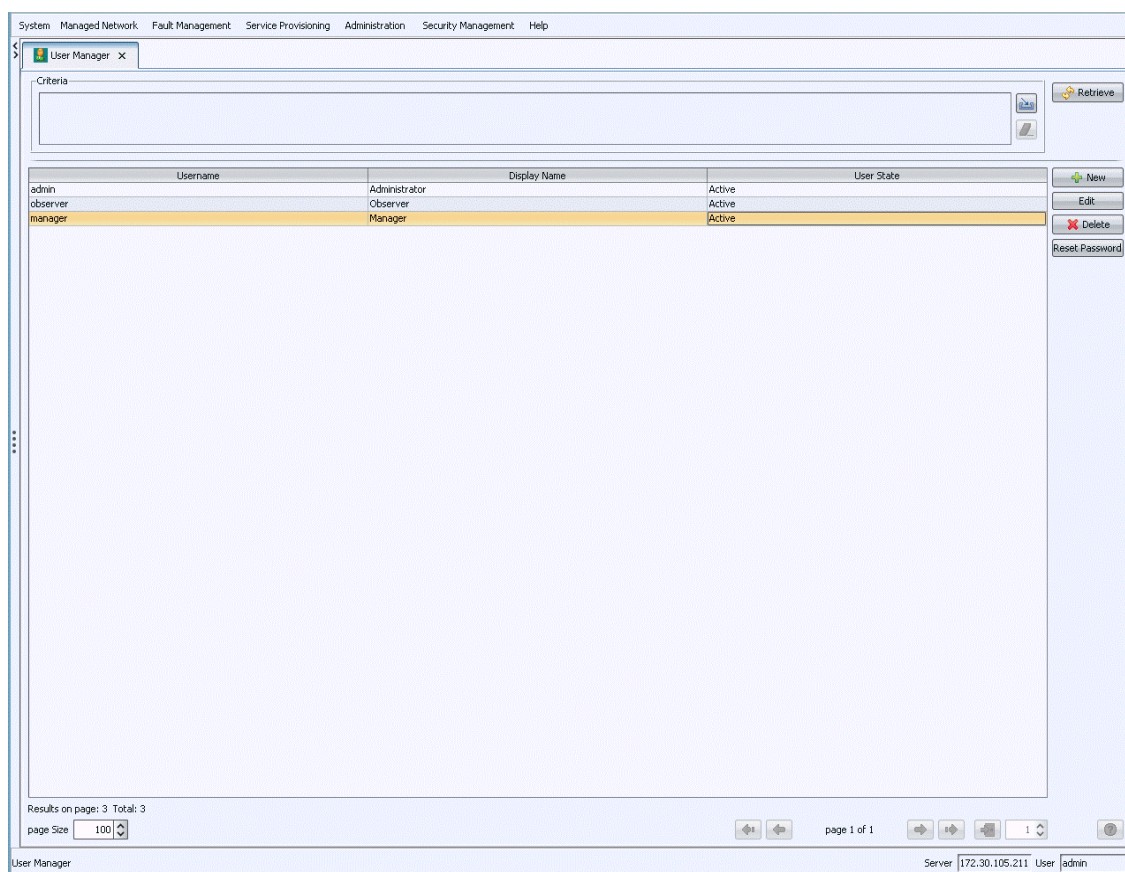 System Managed Network Fault Management Service Provisioning Administration Security Management Help
User Manager
Criteria
Retrieve
Username Display Name User State
admin Administrator Active
observer Observer Active
manager Manager Active
New
Edit
Delete
Reset Password
Results on page: 3 Total: 3
page Size 100 page 1 of 1 1
User Manager Server 172.30.105.211 User admin